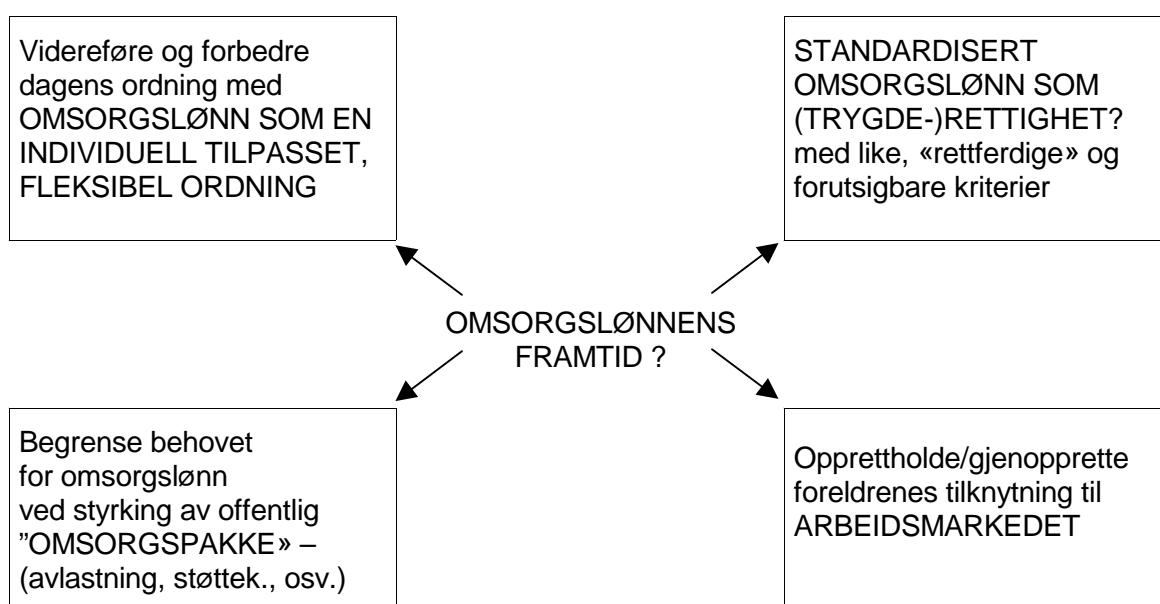 Videreføre og forbedre
dagens ordning med
OMSORGSLØNN SOM EN
INDIVIDUELL TILPASSET,
FLEKSIBEL ORDNING
STANDARDISERT
OMSORGSLØNN SOM
(TRYGDE-)RETTIGHET?
med like, «rettferdige» og
forutsigbare kriterier
OMSORGSLØNNENS
FRAMTID ?
Begrense behovet
for omsorgslønn
ved styrking av offentlig
”OMSORGSPAKKE» –
(avlastning, støttek., osv.)
Opprettholde/gjenopprette
foreldrenes tilknytning til
ARBEIDSMARKEDET